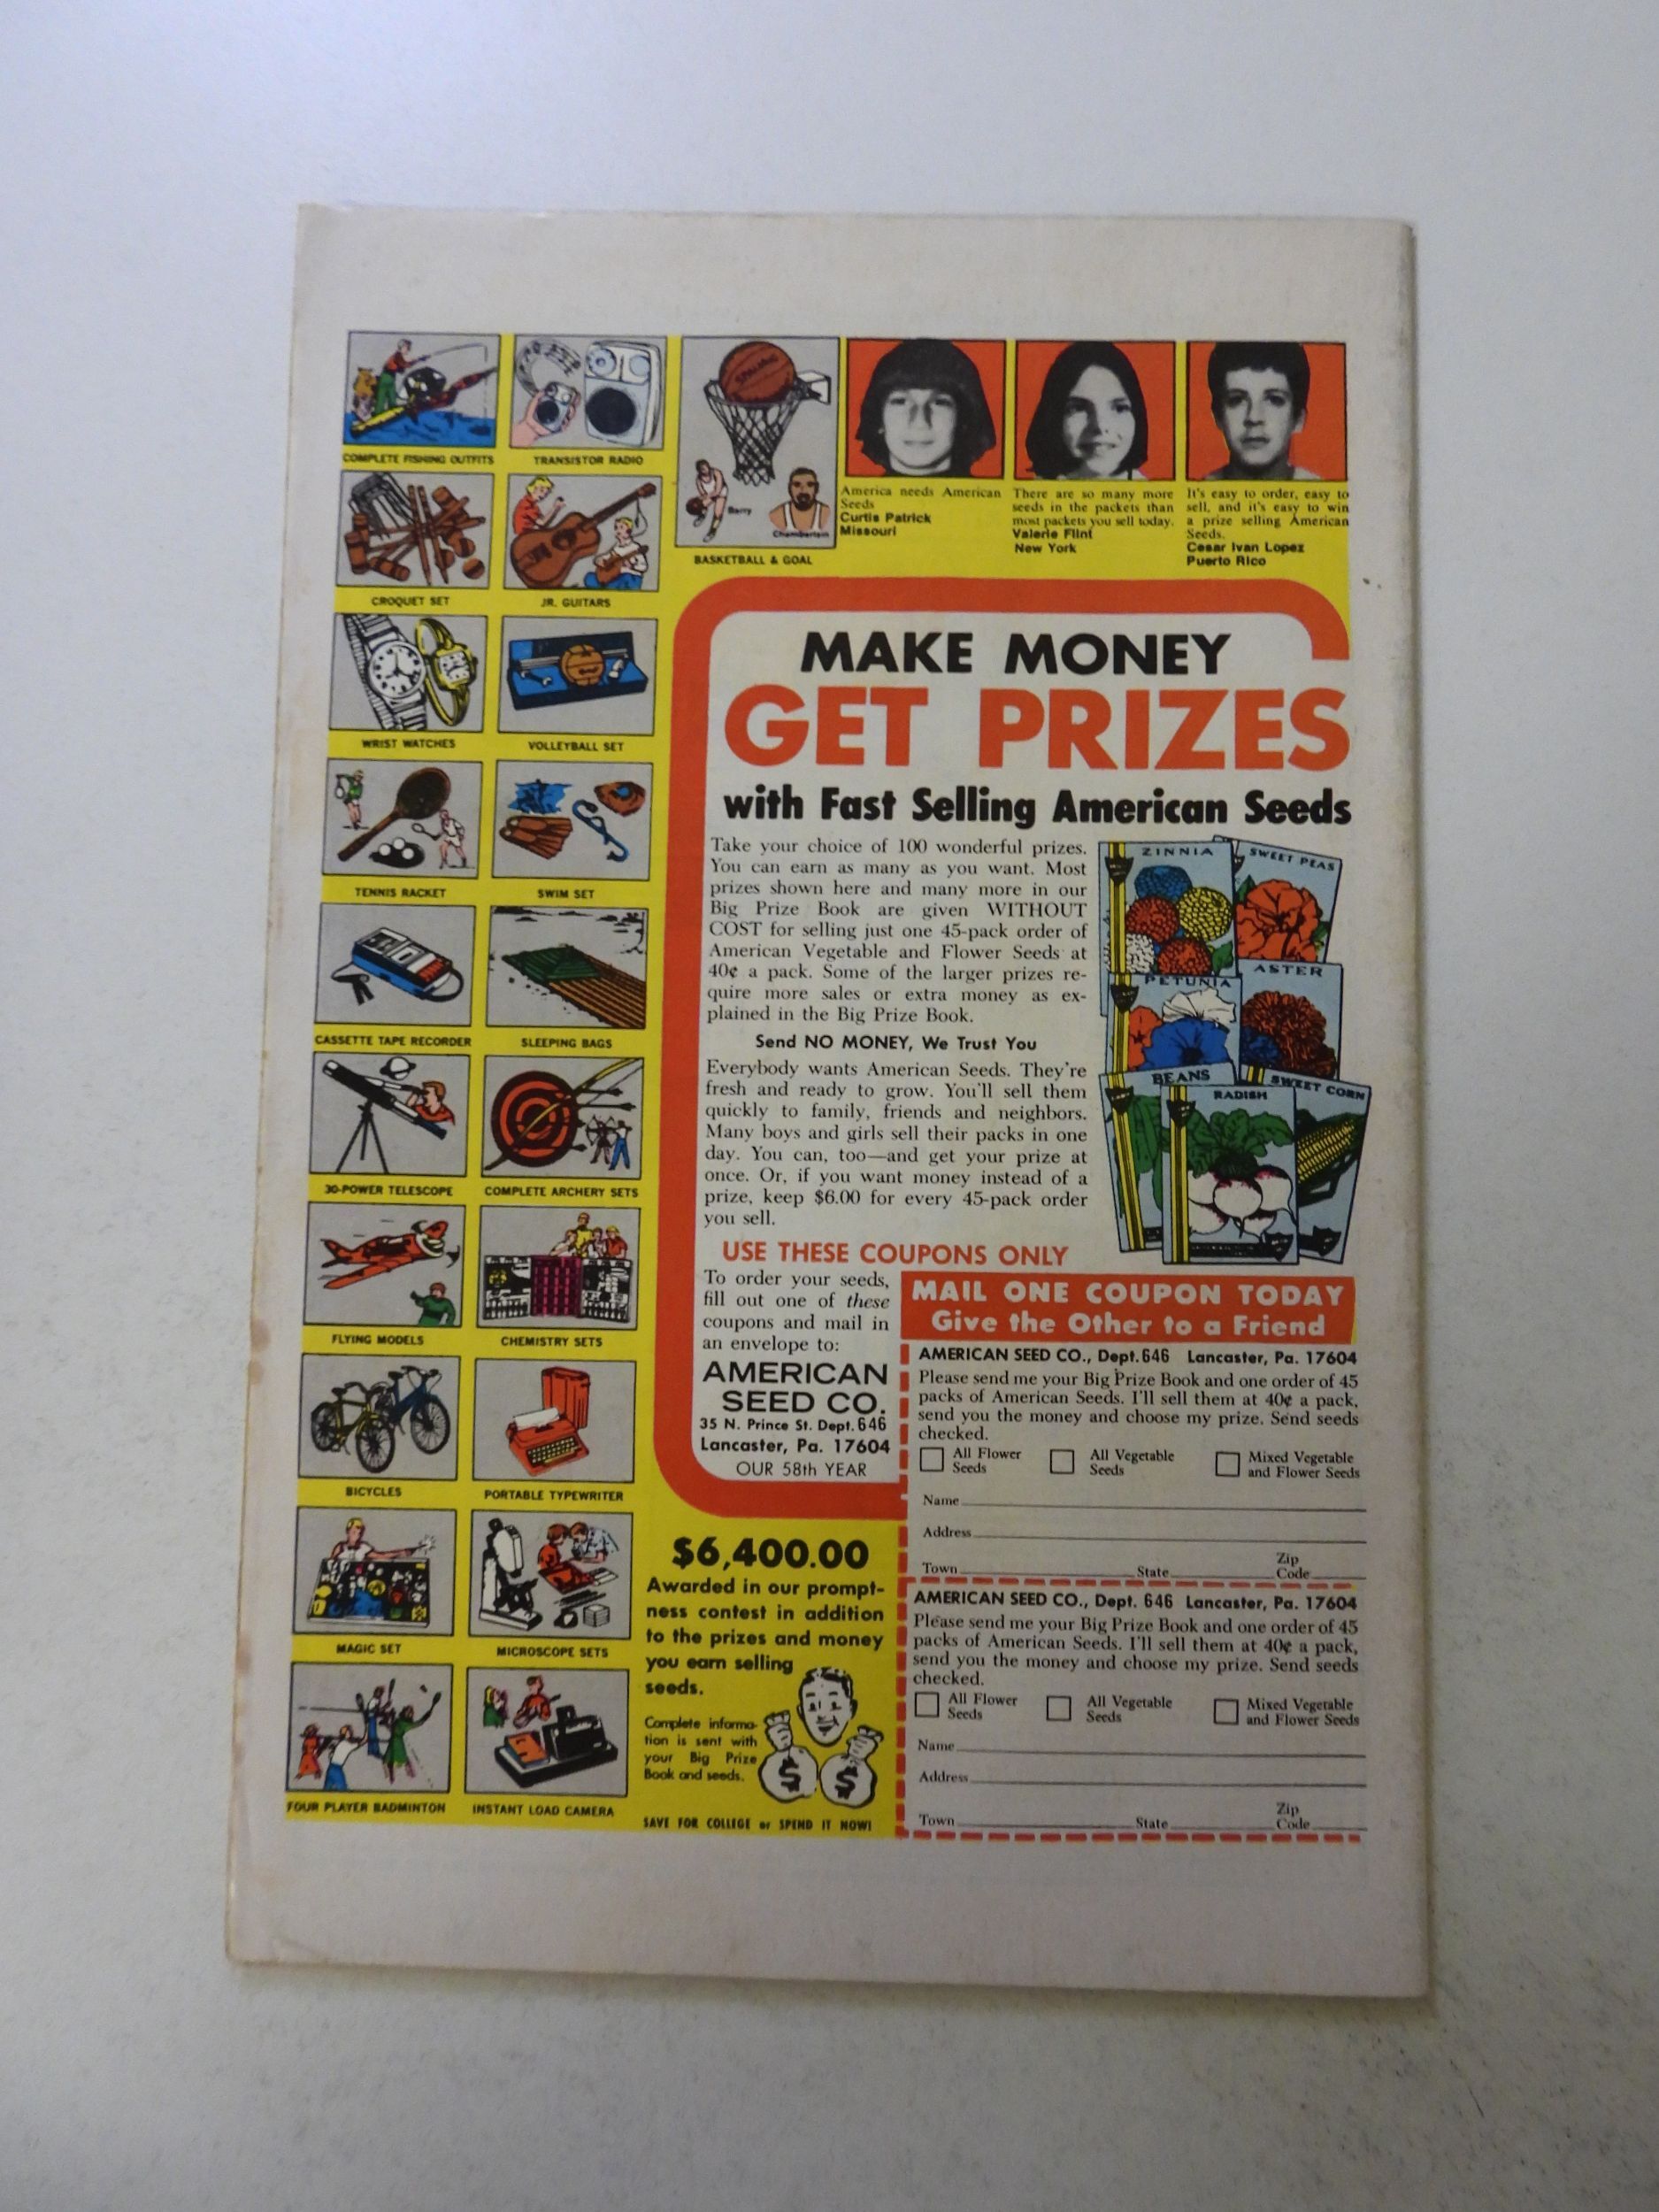 COMPLETE FISHING OUTFITS
TRANSISTOR RADIO
SPALDING
Barry
Chamberlain
BASKETBALL & GOAL
America needs American
Seeds
Curtis Patrick
Missouri
There are so many more
seeds in the packets than
most packets you sell today.
Valerie Flint
New York
It's easy to order, easy to
sell, and it's easy to win
a prize selling American
Seeds.
Cesar Ivan Lopez
Puerto Rico
CROQUET SET
JR. GUITARS
WRIST WATCHES
VOLLEYBALL SET
TENNIS RACKET
SWIM SET
CASSETTE TAPE RECORDER
SLEEPING BAGS
30-POWER TELESCOPE
COMPLETE ARCHERY SETS
FLYING MODELS
CHEMISTRY SETS
BICYCLES
PORTABLE TYPEWRITER
MAGIC SET
MICROSCOPE SETS
FOUR PLAYER BADMINTON
INSTANT LOAD CAMERA
MAKE MONEY
GET PRIZES
with Fast Selling American Seeds
Take your choice of 100 wonderful prizes.
You can earn as many as you want. Most
prizes shown here and many more in our
Big Prize Book are given WITHOUT
COST for selling just one 45-pack order of
American Vegetable and Flower Seeds at
40¢ a pack. Some of the larger prizes re-
quire more sales or extra money as ex-
plained in the Big Prize Book.
Send NO MONEY, We Trust You
Everybody wants American Seeds. They're
fresh and ready to grow. You'll sell them
quickly to family, friends and neighbors.
Many boys and girls sell their packs in one
day. You can, too—and get your prize at
once. Or, if you want money instead of a
prize, keep $6.00 for every 45-pack order
you sell.
ZINNIA
SWEET PEAS
PETUNIA
ASTER
BEANS
RADISH
SWEET CORN
USE THESE COUPONS ONLY
To order your seeds,
fill out one of these
coupons and mail in
an envelope to:
AMERICAN
SEED CO.
35 N. Prince St. Dept. 646
Lancaster, Pa. 17604
OUR 58th YEAR
MAIL ONE COUPON TODAY
Give the Other to a Friend
AMERICAN SEED CO., Dept. 646 Lancaster, Pa. 17604
Please send me your Big Prize Book and one order of 45
packs of American Seeds. I'll sell them at 40¢ a pack,
send you the money and choose my prize. Send seeds
checked.
All Flower
Seeds
All Vegetable
Seeds
Mixed Vegetable
and Flower Seeds
Name
Address
Town State Zip
Code
AMERICAN SEED CO., Dept. 646 Lancaster, Pa. 17604
Please send me your Big Prize Book and one order of 45
packs of American Seeds. I'll sell them at 40¢ a pack,
send you the money and choose my prize. Send seeds
checked.
All Flower
Seeds
All Vegetable
Seeds
Mixed Vegetable
and Flower Seeds
Name
Address
Town State Zip
Code
$6,400.00
Awarded in our prompt-
ness contest in addition
to the prizes and money
you earn selling
seeds.
Complete informa-
tion is sent with
your Big Prize
Book and seeds.
$ $
SAVE FOR COLLEGE or SPEND IT NOW!